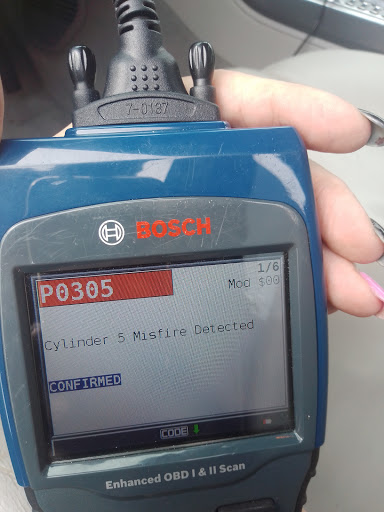 7-0137
BOSCH
1/6
P0305
Mod $00
Cylinder 5 Misfire Detected
CONFIRMED
CODE
Enhanced OBD I & II Scan